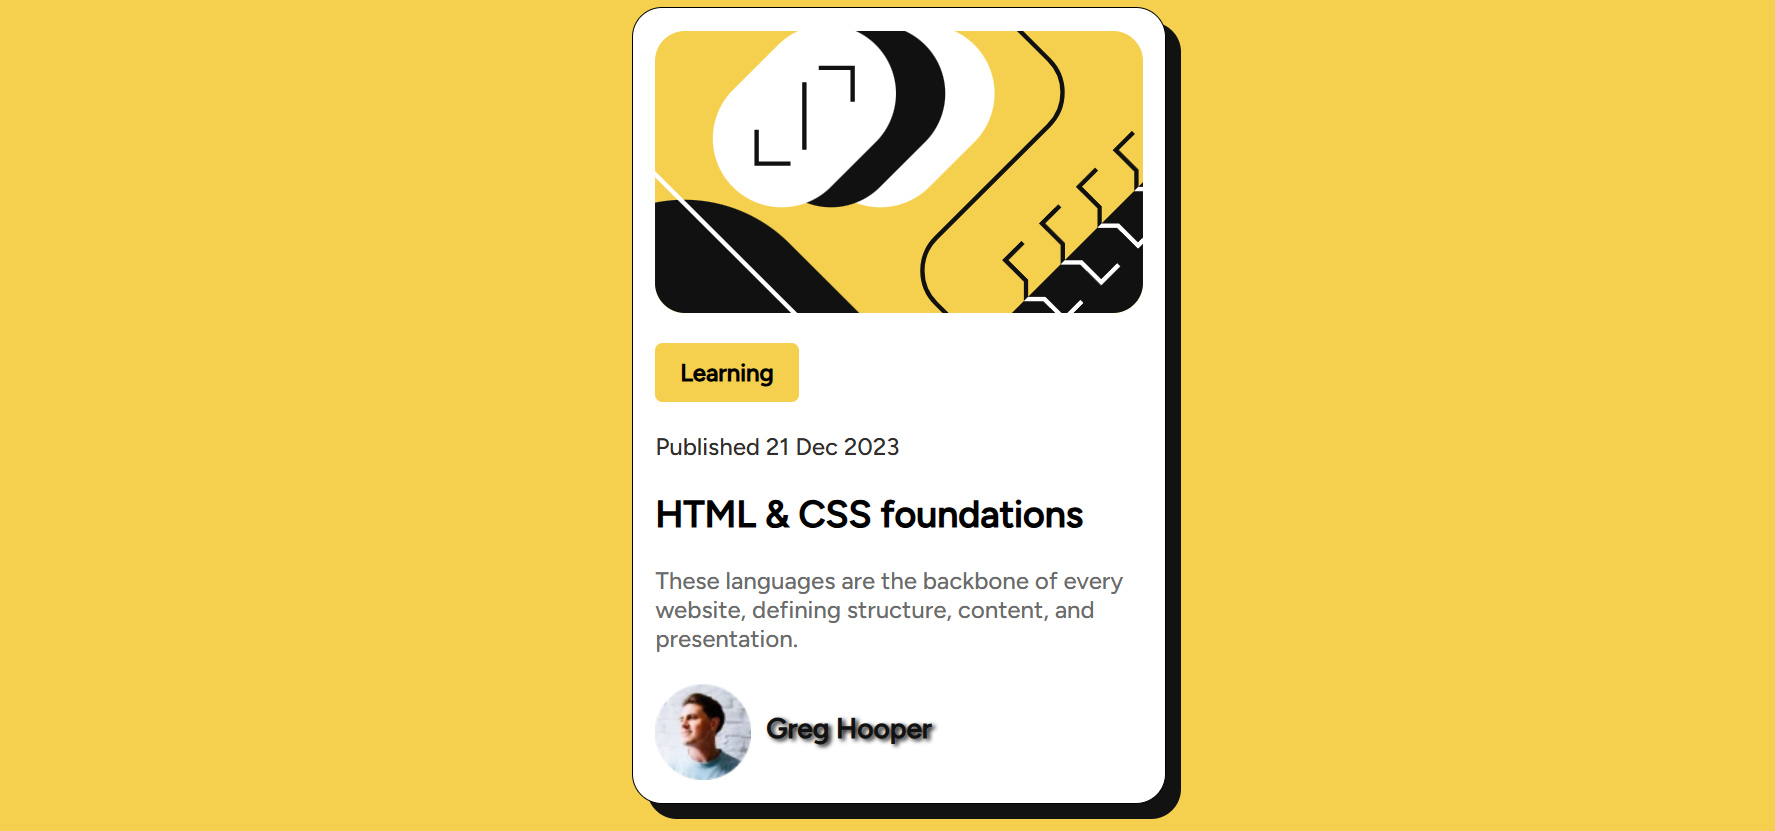 Learning
Published 21 Dec 2023
HTML & CSS foundations
These languages are the backbone of every
website, defining structure, content, and
presentation.
Greg Hooper